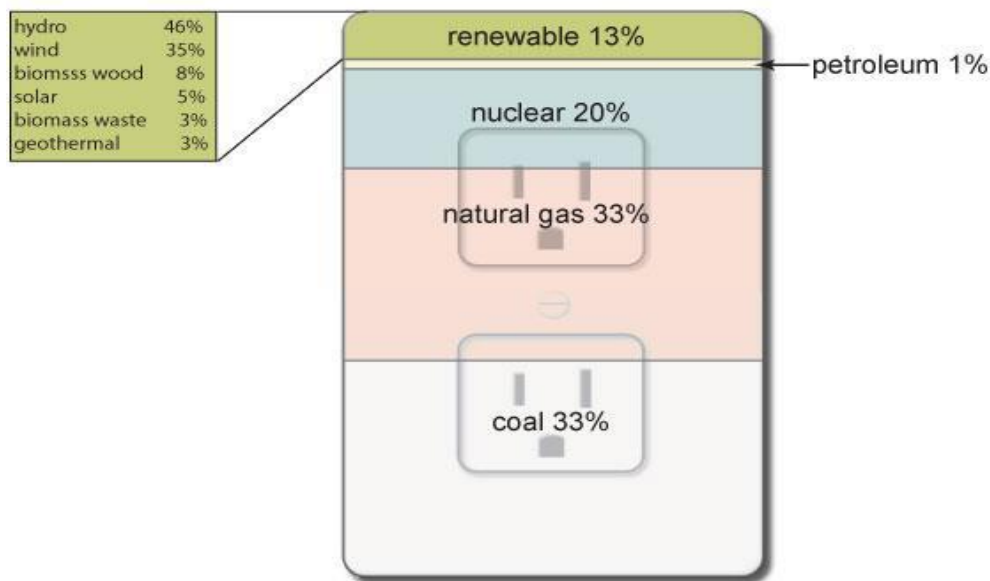 hydro 46%
wind 35%
biomsss wood 8%
solar 5%
biomass waste 3%
geothermal 3%
renewable 13%
petroleum 1%
nuclear 20%
natural gas 33%
coal 33%